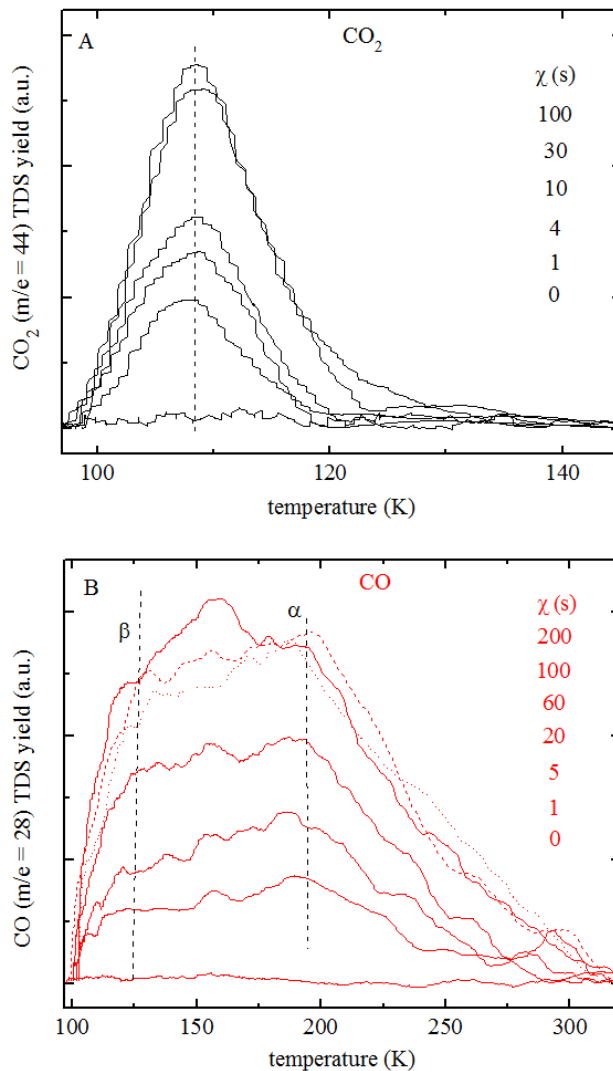 A
CO2
χ (s)
100
30
10
4
1
0
CO2 (m/e = 44) TDS yield (a.u.)
100
120
140
temperature (K)
B
CO
χ (s)
β
α
200
100
60
20
5
1
0
CO (m/e = 28) TDS yield (a.u.)
100
150
200
250
300
temperature (K)